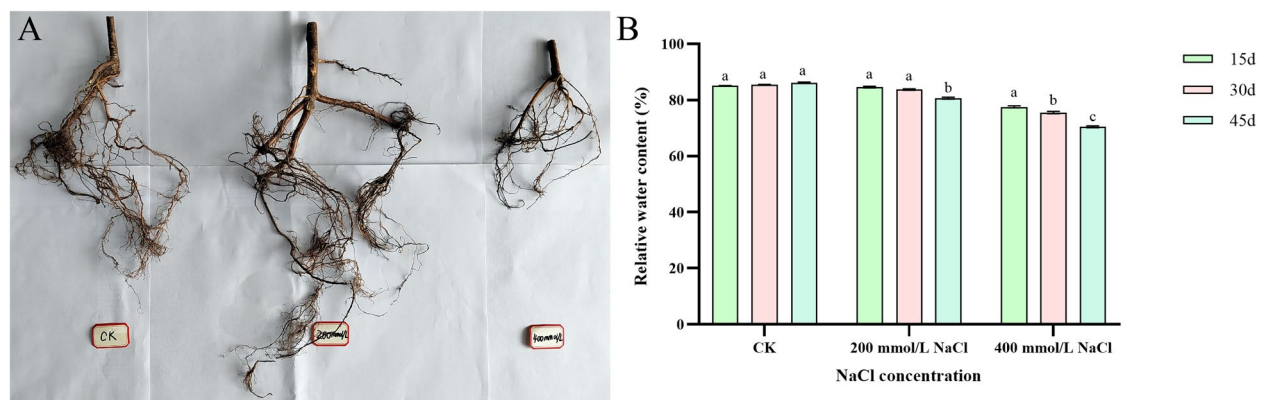 A
CK
200mmol/L
400mmol/L
B
Relative water content (%)
100
80
60
40
20
0
a a a
a a b
a b c
CK
200 mmol/L NaCl
400 mmol/L NaCl
NaCl concentration
15d
30d
45d